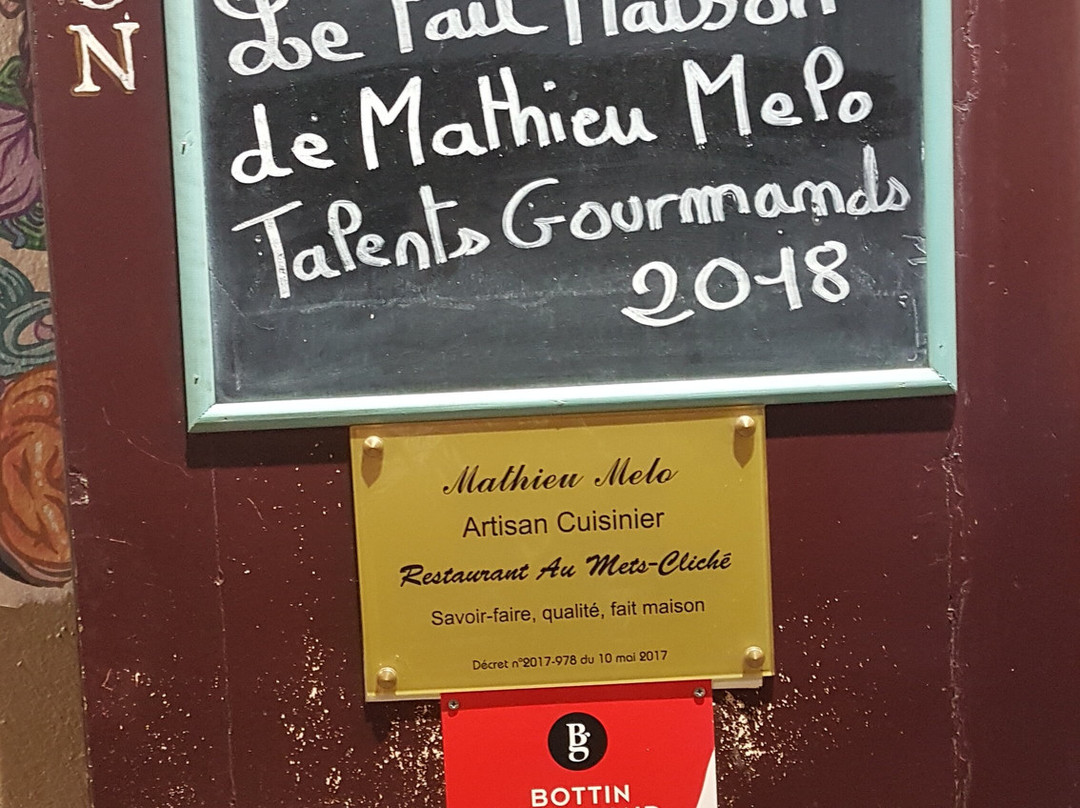 N
Le Fait Maison
de Mathieu Melo
Talents Gourmands
2018
Mathieu Melo
Artisan Cuisinier
Restaurant Au Mets-Cliché
Savoir-faire, qualité, fait maison
Décret n°2017-978 du 10 mai 2017
Bg
BOTTIN